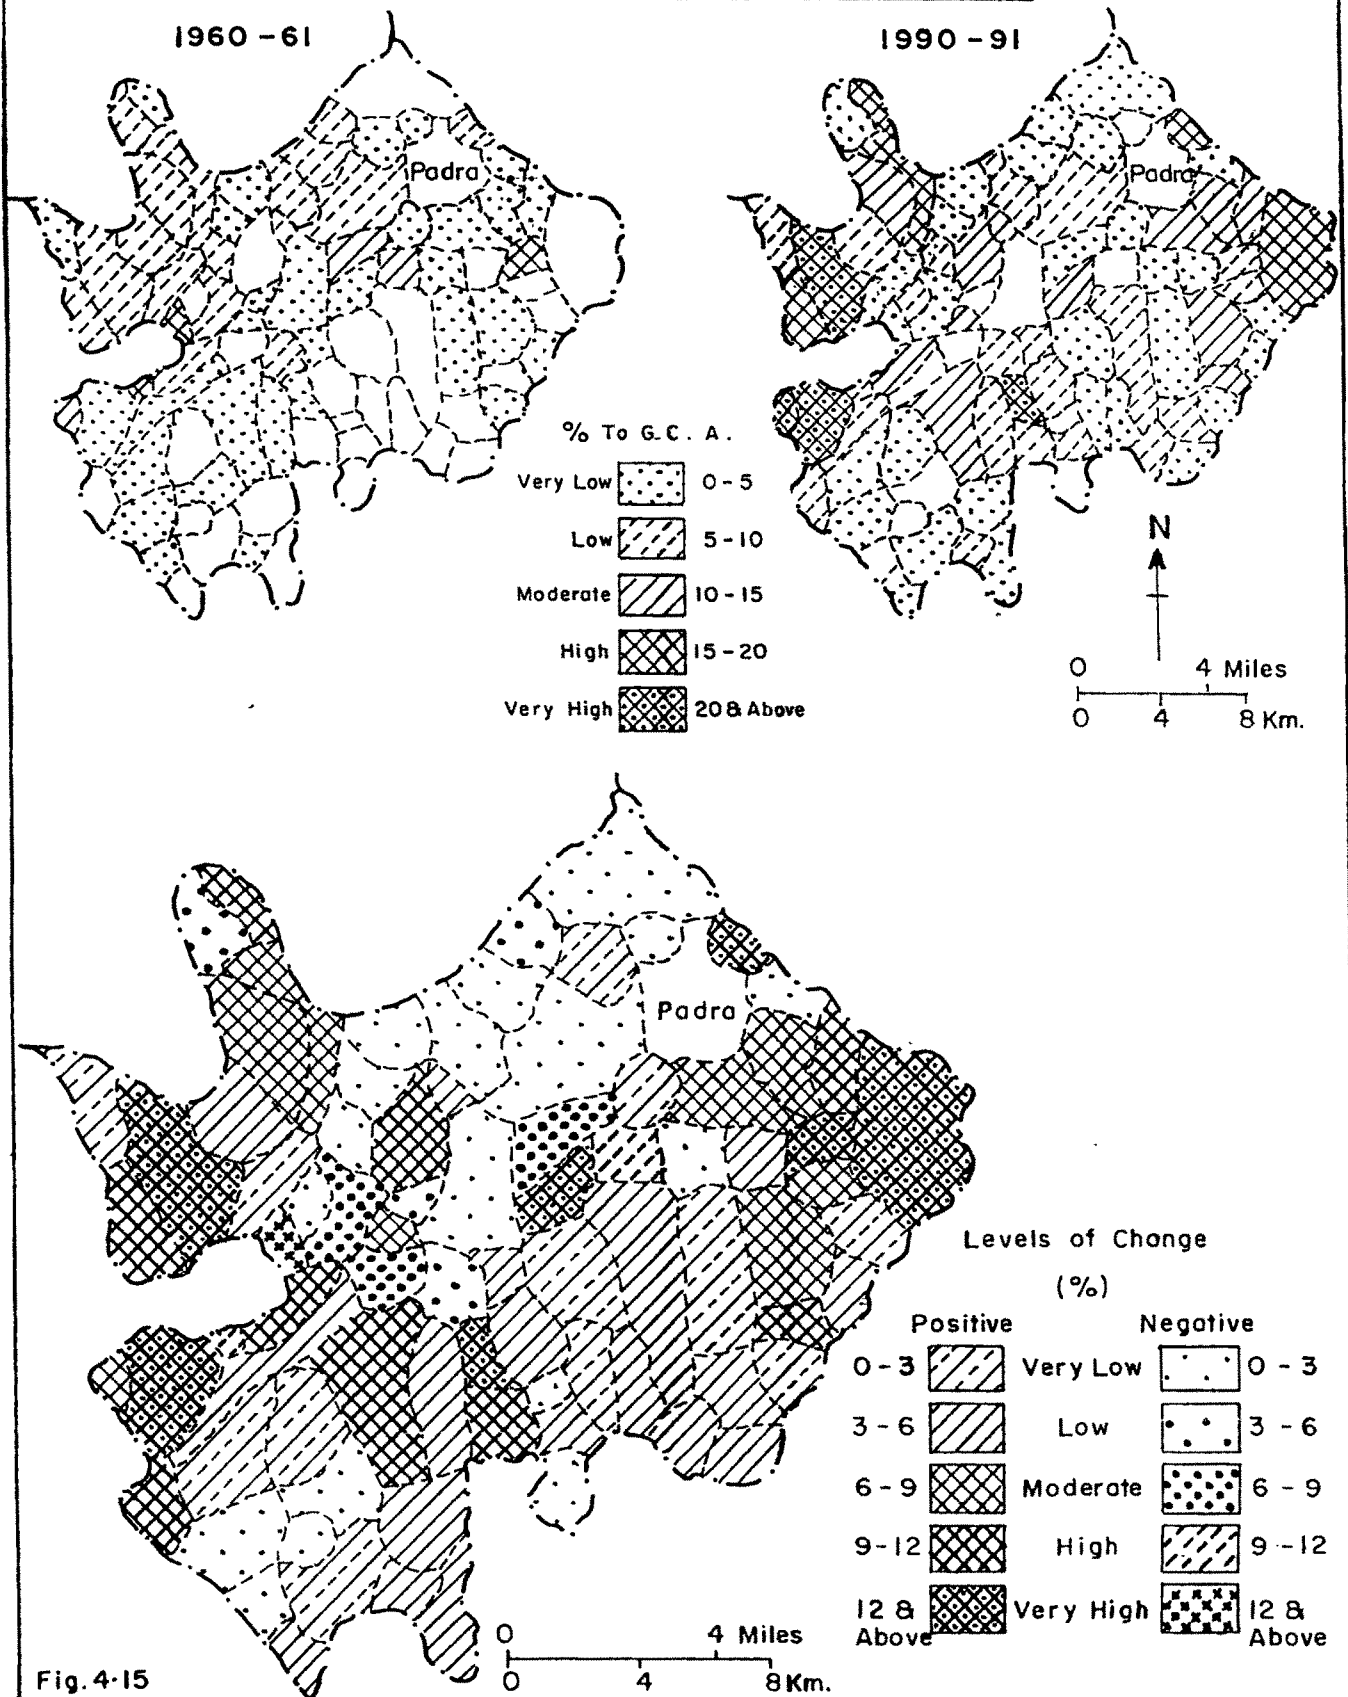 1960-61
1990-91
Padra
Padra
% To G.C.A.
Very Low 0-5
Low 5-10
Moderate 10-15
High 15-20
Very High 20 & Above
N
0 4 Miles
0 4 8 Km.
Padra
Levels of Change
(%)
Positive Negative
0-3 Very Low 0-3
3-6 Low 3-6
6-9 Moderate 6-9
9-12 High 9-12
12 & Above Very High 12 & Above
0 4 Miles
0 4 8 Km.
Fig. 4.15